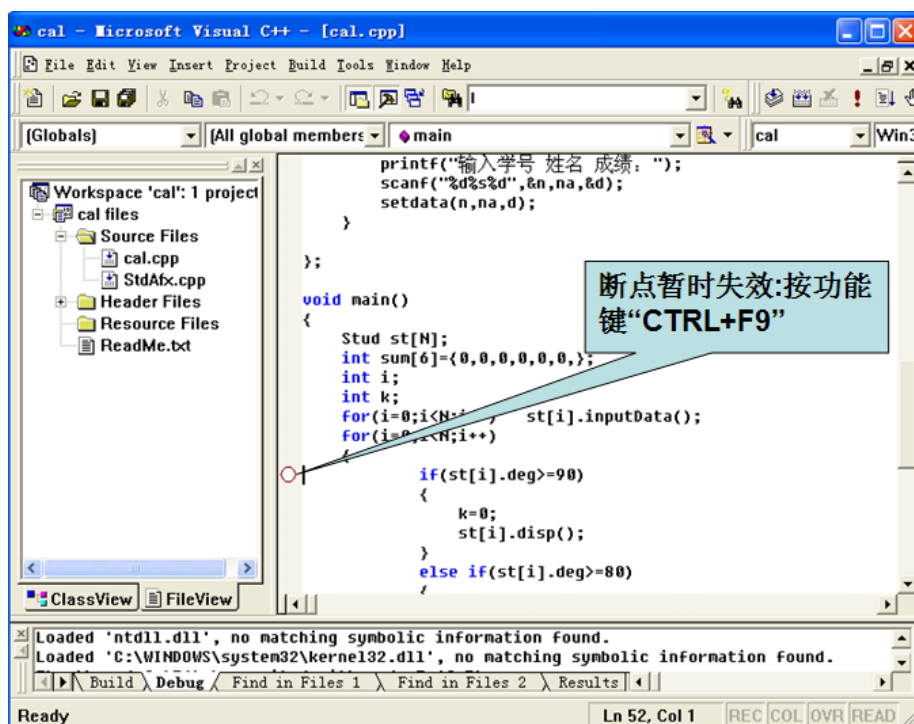 cal - Microsoft Visual C++ - [cal.cpp]
File Edit View Insert Project Build Tools Window Help
(Globals) (All global members main cal Win3
printf("输入学号 姓名 成绩：");
scanf("%d%s%d",&n,na,&d);
setdata(n,na,d);
}
};
void main()
{
Stud st[N];
int sum[6]={0,0,0,0,0,0,};
int i;
int k;
for(i=0;i<N; st[i].inputData();
for(i=0;i<N;i++)
{
if(st[i].deg>=90)
{
k=0;
st[i].disp();
}
else if(st[i].deg>=80)
Workspace 'cal': 1 project
cal files
Source Files
cal.cpp
StdAfx.cpp
Header Files
Resource Files
ReadMe.txt
断点暂时失效:按功能
键“CTRL+F9”
ClassView FileView
Loaded 'ntdll.dll', no matching symbolic information found.
Loaded 'C:\WINDOWS\system32\kernel32.dll', no matching symbolic information found.
Build Debug Find in Files 1 Find in Files 2 Results
Ready Ln 52, Col 1 REC COL OVR READ